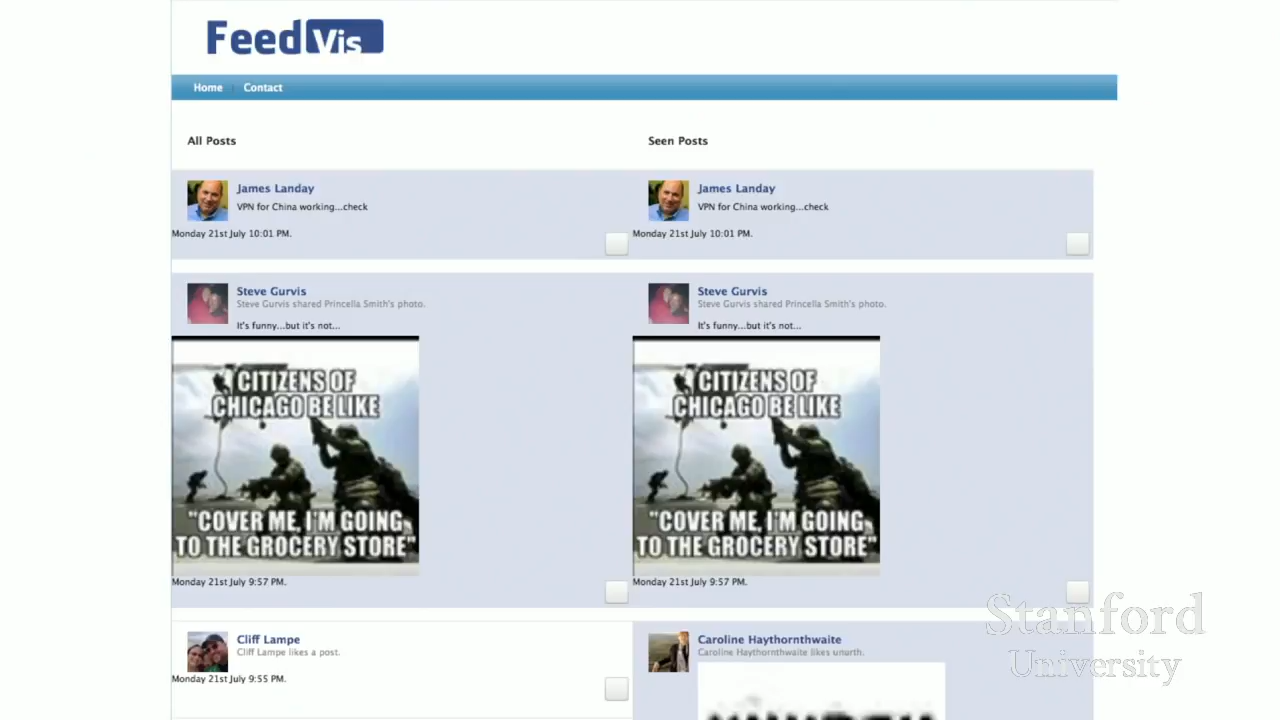 Feed Vis
Home
Contact
All Posts
Seen Posts
James Landay
VPN for China working...check
Monday 21st July 10:01 PM.
James Landay
VPN for China working...check
Monday 21st July 10:01 PM.
Steve Gurvis
Steve Gurvis shared Princella Smith's photo.
It's funny...but it's not...
CITIZENS OF
CHICAGO BE LIKE
"COVER ME, I'M GOING
TO THE GROCERY STORE"
Monday 21st July 9:57 PM.
Steve Gurvis
Steve Gurvis shared Princella Smith's photo.
It's funny...but it's not...
CITIZENS OF
CHICAGO BE LIKE
"COVER ME, I'M GOING
TO THE GROCERY STORE"
Monday 21st July 9:57 PM.
Cliff Lampe
Cliff Lampe likes a post.
Monday 21st July 9:55 PM.
Caroline Haythornthwaite
Caroline Haythornthwaite likes unurth.
Stanford
University